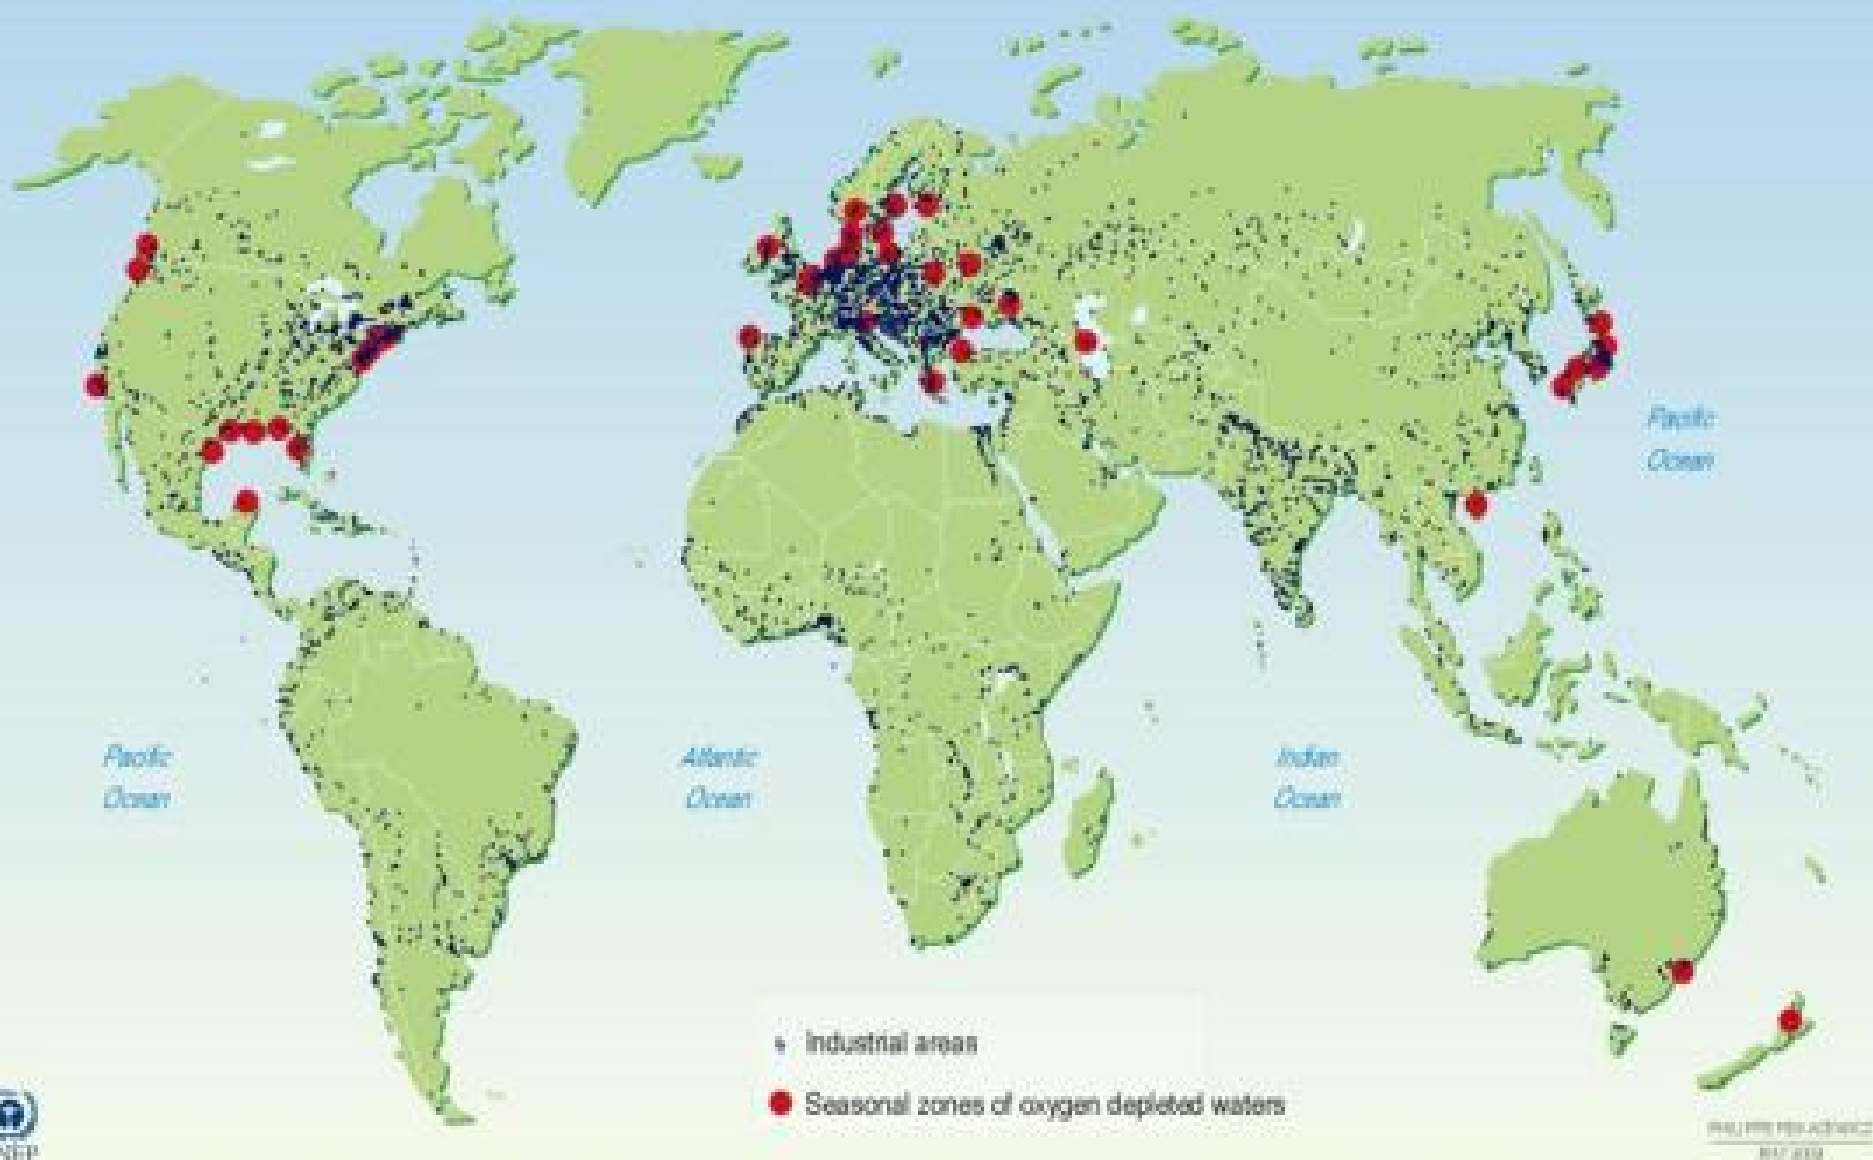 Pacific
Ocean
Pacific
Ocean
Atlantic
Ocean
Indian
Ocean
Industrial areas
Seasonal zones of oxygen depleted waters